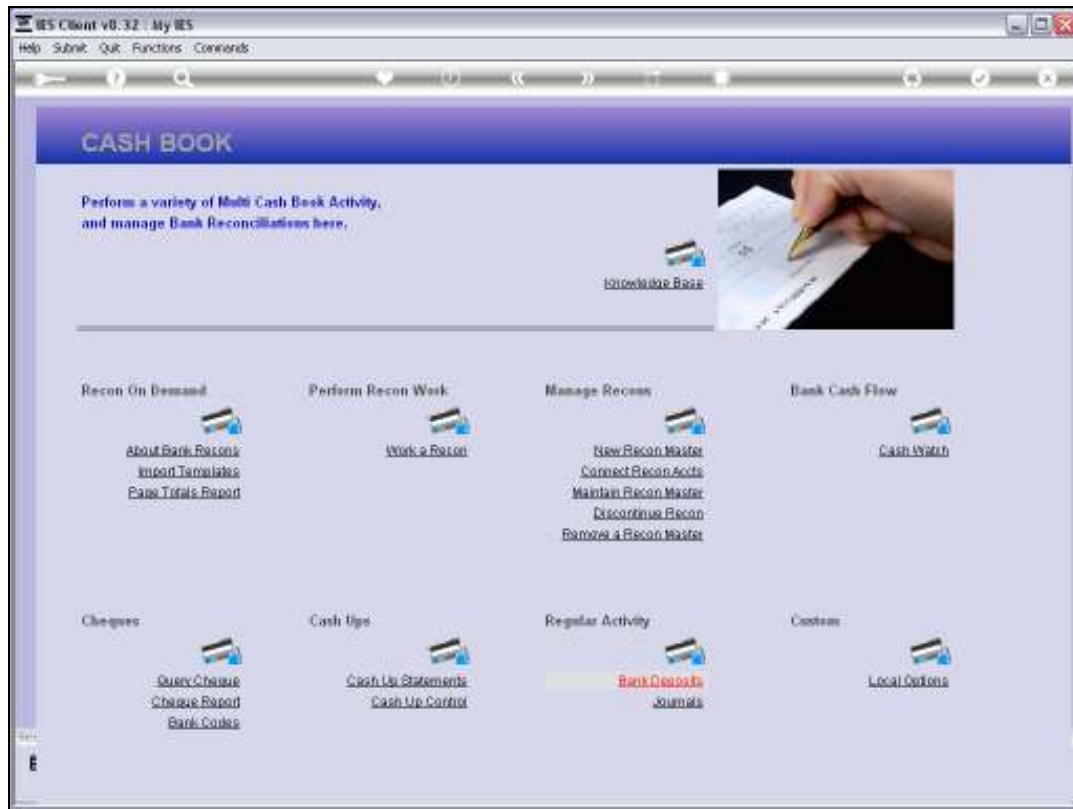 IES Client v8.32 : My IES
Help Submit Quit Functions Commands
CASH BOOK
Perform a variety of Multi Cash Book Activity,
and manage Bank Reconciliations here.
Knowledge Base
Recon On Demand Perform Recon Work Manage Recons Bank Cash Flow
About Bank Recons Work a Recon New Recon Master Cash Watch
Import Templates Connect Recon Accts
Page Totals Report Maintain Recon Master
Discontinue Recon
Remove a Recon Master
Cheques Cash Ups Regular Activity Custom
Query Cheque Cash Up Statements Bank Deposits Local Options
Cheque Report Cash Up Control Journals
Bank Codes